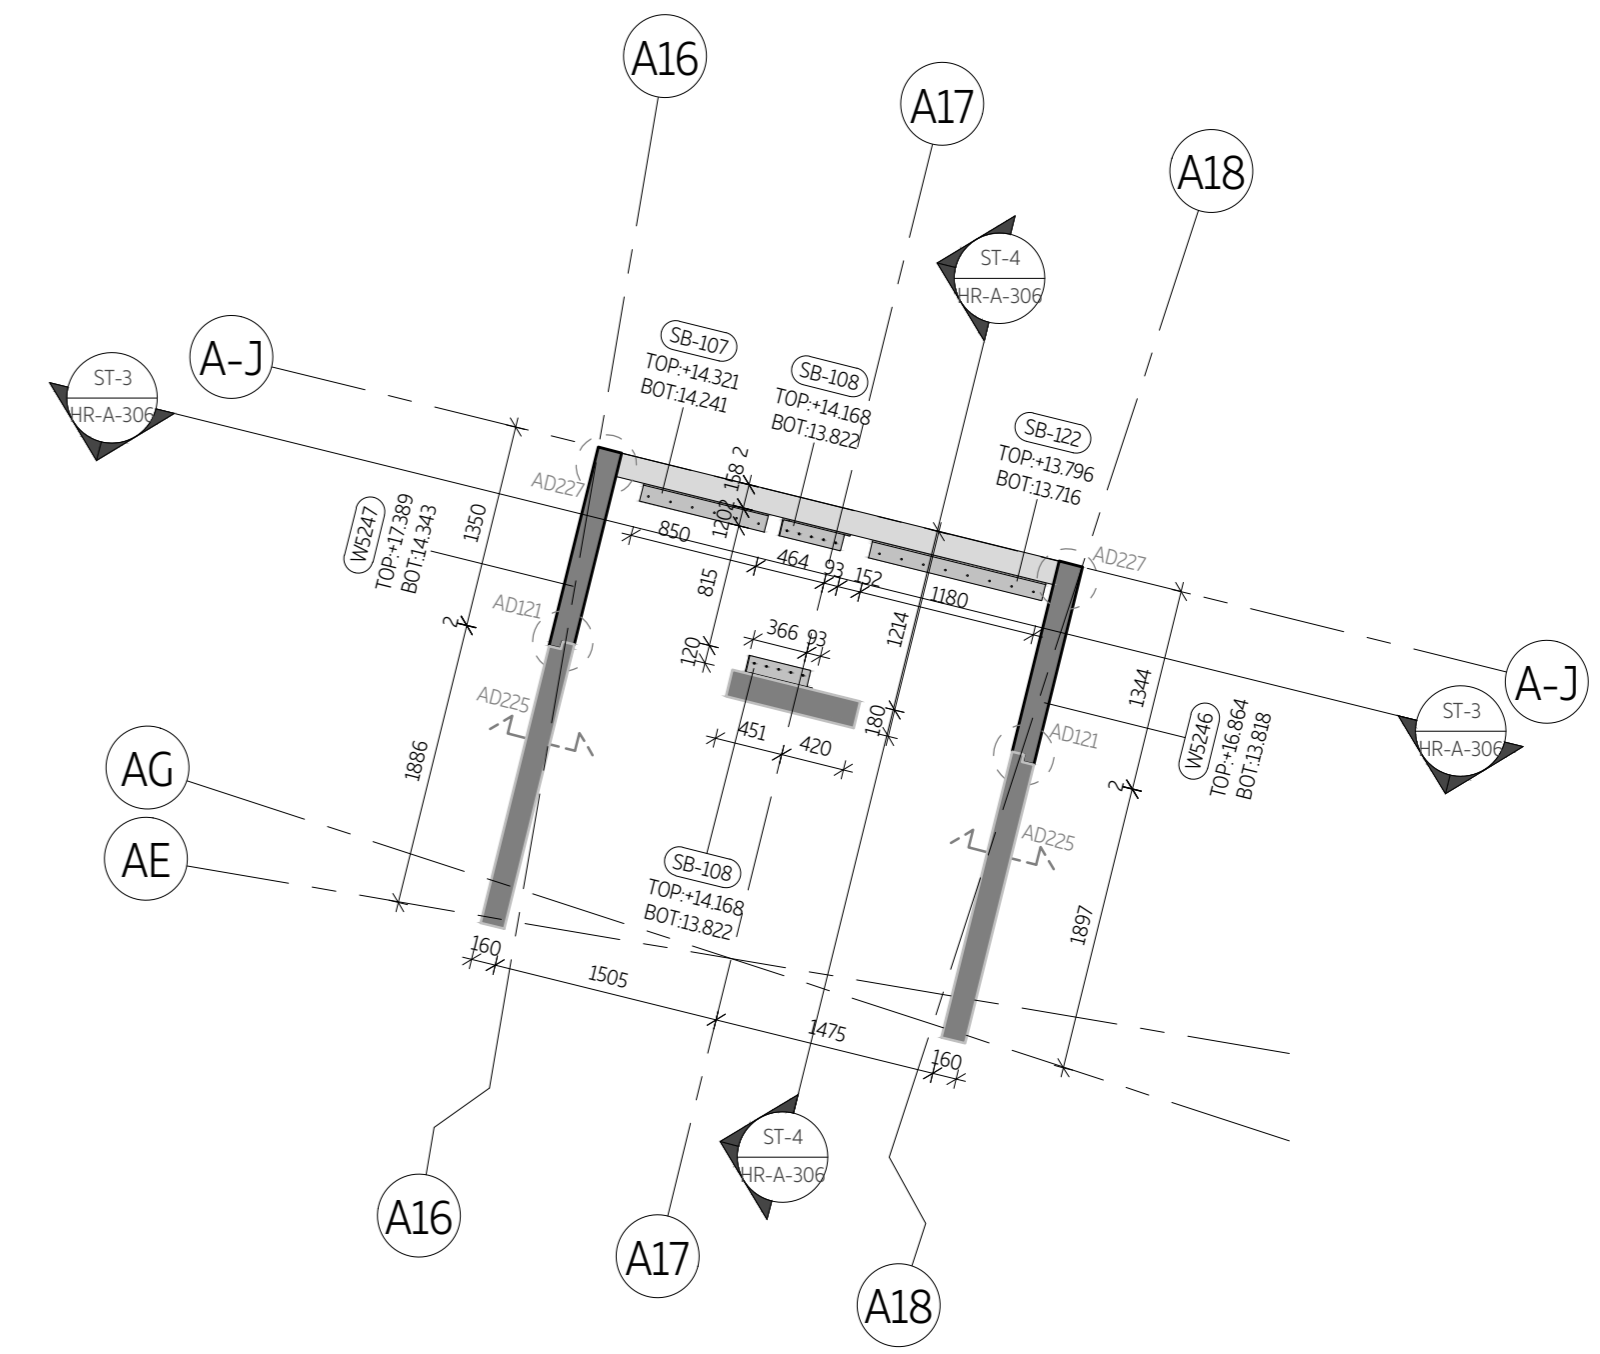 A16
A17
A18
ST-4
HR-A-306
A-J
ST-3
HR-A-306
SB-107
TOP:+14.321
BOT:14.241
SB-108
TOP:+14.168
BOT:13.822
SB-122
TOP:+13.796
BOT:13.716
AD227
158 2
1202
AD227
W5247
TOP:+17.389
BOT:14.343
1350
850
464
93
152
1180
815
1214
AD121
2
366
93
120
A-J
1344
W5246
TOP:+16.864
BOT:13.818
ST-3
HR-A-306
AD225
451
420
180
AD121
2
1886
AG
AE
AD225
SB-108
TOP:+14.168
BOT:13.822
1897
160
1505
1475
160
ST-4
HR-A-306
A16
A17
A18